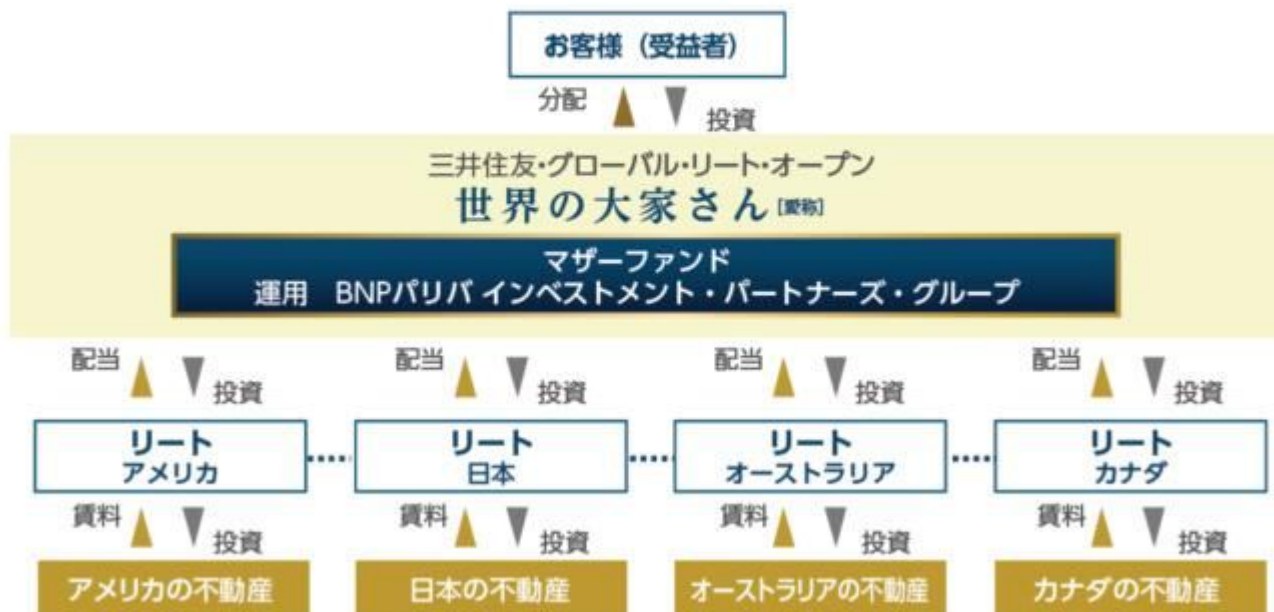 お客様（受益者）
分配
投資
三井住友・グローバル・リート・オープン
世界の大家さん［愛称］
マザーファンド
運用　BNPパリバ インベストメント・パートナーズ・グループ
配当 投資 配当 投資 配当 投資 配当 投資
リート リート リート リート
アメリカ 日本 オーストラリア カナダ
賃料 投資 賃料 投資 賃料 投資 賃料 投資
アメリカの不動産 日本の不動産 オーストラリアの不動産 カナダの不動産